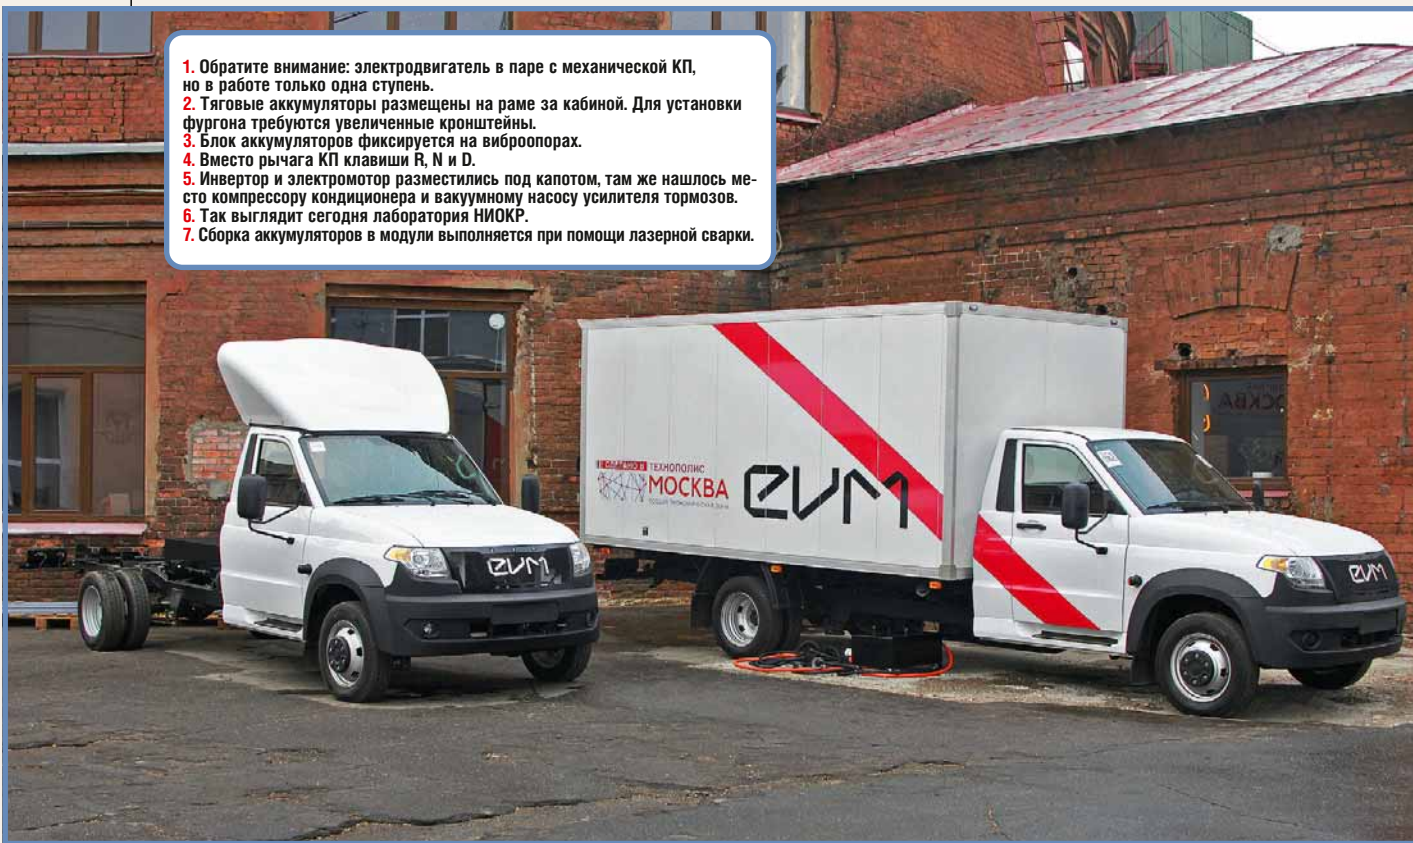 1. Обратите внимание: электродвигатель в паре с механической КП,
но в работе только одна ступень.
2. Тяговые аккумуляторы размещены на раме за кабиной. Для установки
фургона требуются увеличенные кронштейны.
3. Блок аккумуляторов фиксируется на виброопорах.
4. Вместо рычага КП клавиши R, N и D.
5. Инвертор и электромотор разместились под капотом, там же нашлось ме-
сто компрессору кондиционера и вакуумному насосу усилителя тормозов.
6. Так выглядит сегодня лаборатория НИОКР.
7. Сборка аккумуляторов в модули выполняется при помощи лазерной сварки.
СДЕЛАНО В
ТЕХНОПОЛИС
МОСКВА
evm
evm
evm